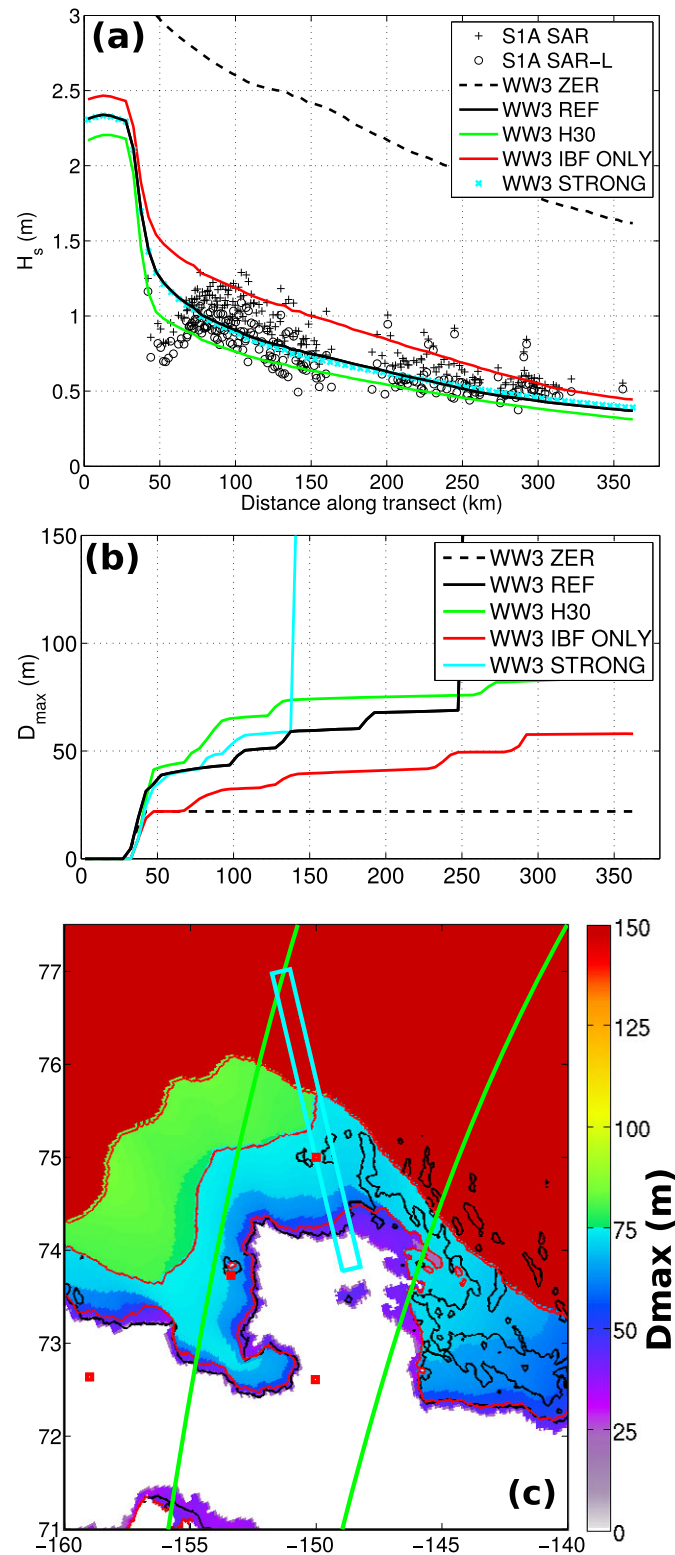 (a)
3
2.5
2
1.5
1
0.5
0
H_s (m)
S1A SAR
S1A SAR-L
WW3 ZER
WW3 REF
WW3 H30
WW3 IBF ONLY
WW3 STRONG
0 50 100 150 200 250 300 350
Distance along transect (km)
(b)
150
100
50
0
D_max (m)
WW3 ZER
WW3 REF
WW3 H30
WW3 IBF ONLY
WW3 STRONG
0 50 100 150 200 250 300 350
77
76
75
74
73
72
71
(c)
-160 -155 -150 -145 -140
150
125
100
75
50
25
0
Dmax (m)